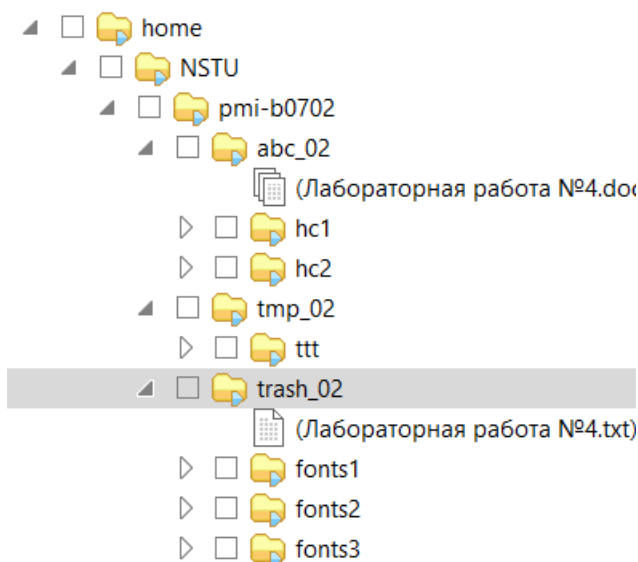 home
NSTU
pmi-b0702
abc_02
(Лабораторная работа №4.doc
hc1
hc2
tmp_02
ttt
trash_02
(Лабораторная работа №4.txt)
fonts1
fonts2
fonts3